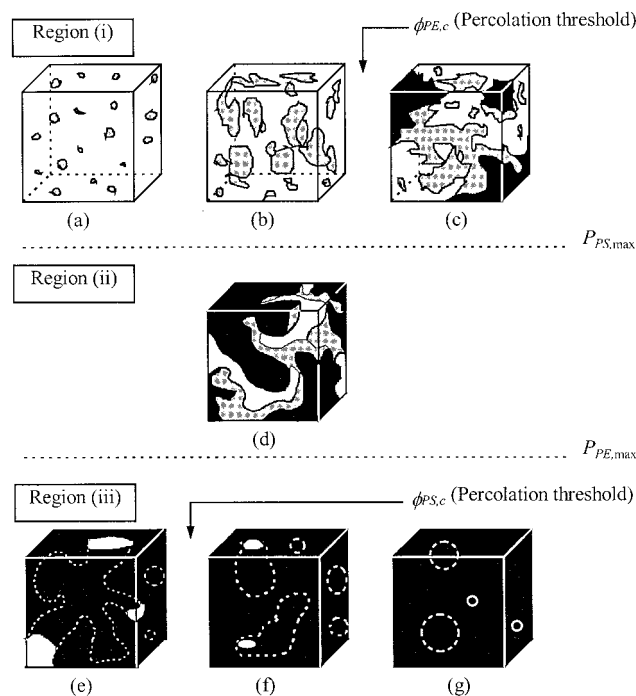 Region (i)
ϕPE,c (Percolation threshold)
(a)
(b)
(c)
PPS,max
Region (ii)
(d)
PPE,max
Region (iii)
ϕPS,c (Percolation threshold)
(e)
(f)
(g)